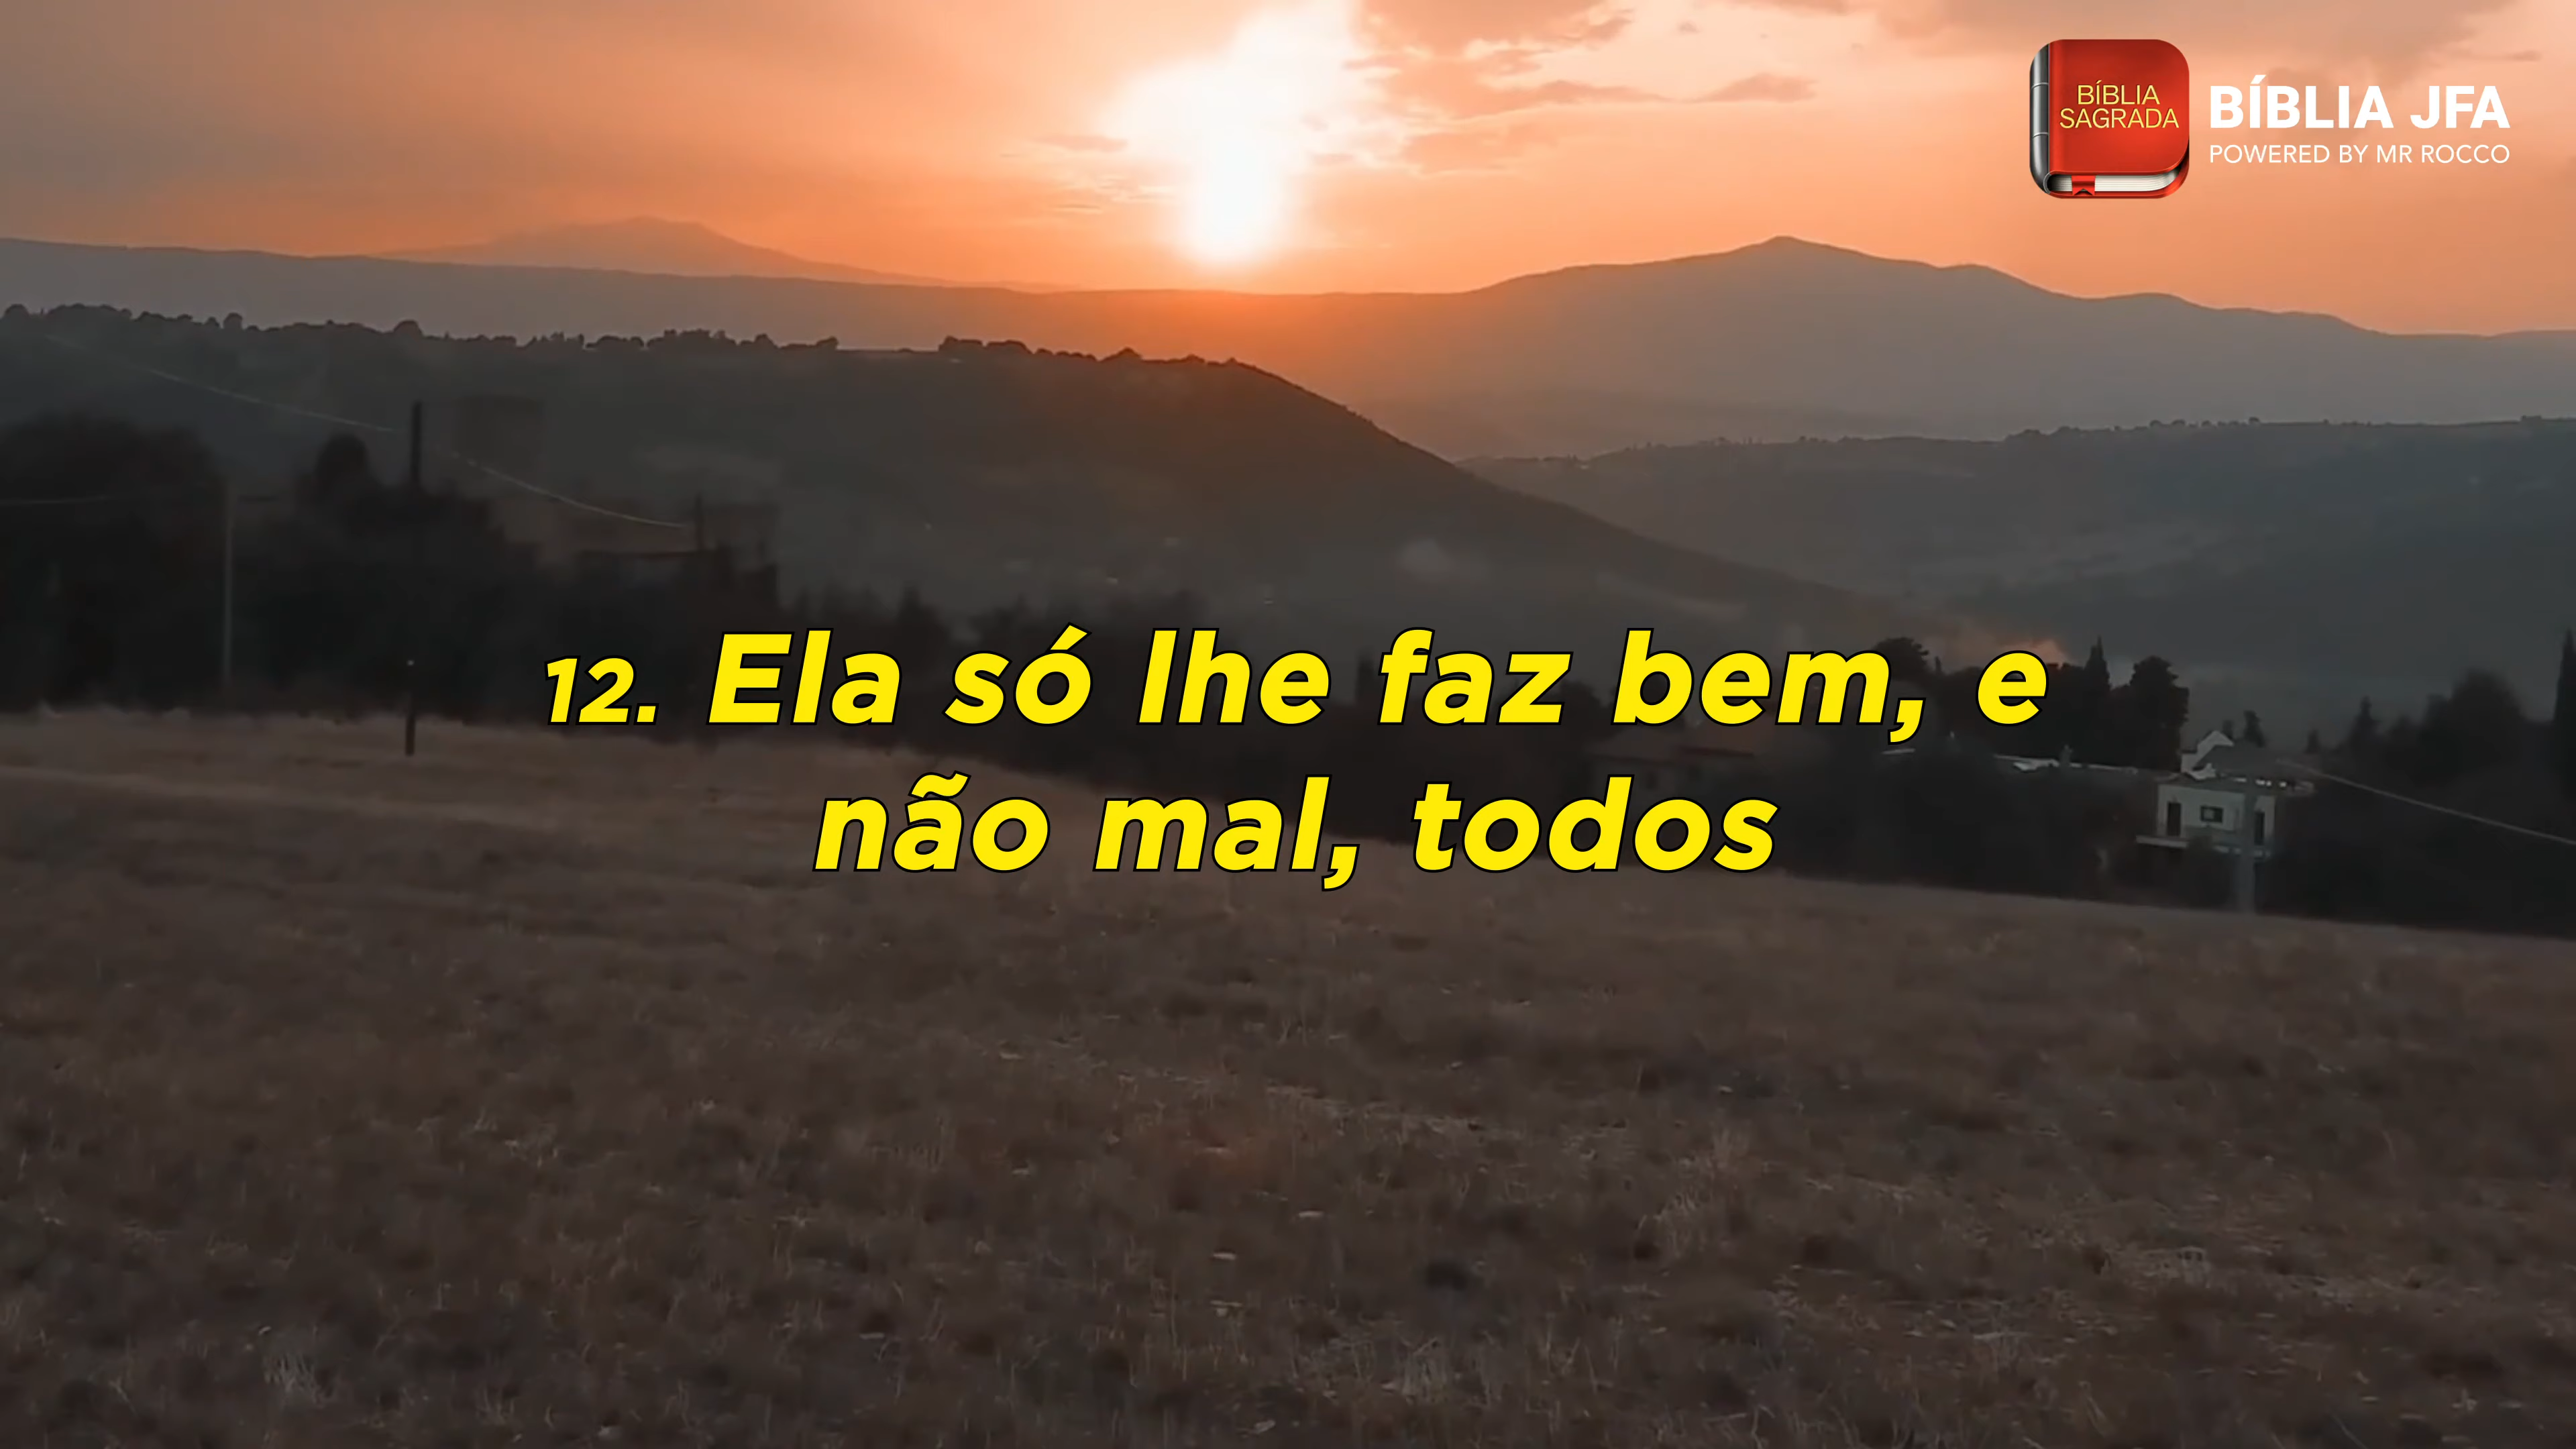 BÍBLIA
SAGRADA
BÍBLIA JFA
POWERED BY MR ROCCO
12. Ela só lhe faz bem, e
não mal, todos